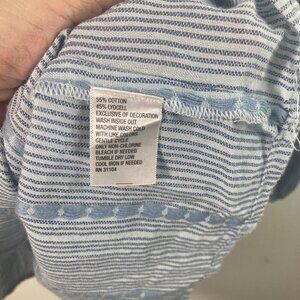 55% COTTON
45% LYOCELL
EXCLUSIVE OF DECORATION
WASH INSIDE OUT
MACHINE WASH COLD
WITH LIKE COLORS
GENTLE CYCLE
ONLY NON-CHLORINE
BLEACH IF NEEDED
TUMBLE DRY LOW
COOL IRON IF NEEDED
RN 31104